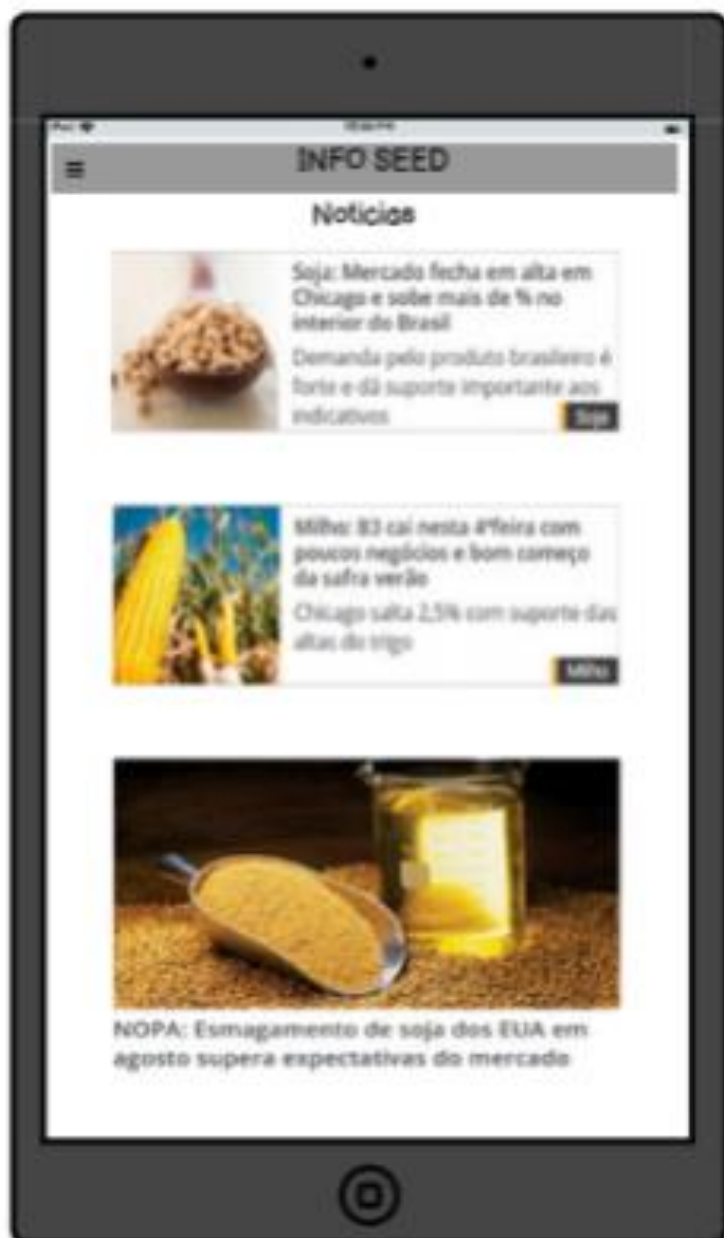 INFO SEED
Noticias
Soja: Mercado fecha em alta em
Chicago e sobe mais de % no
interior do Brasil
Demanda pelo produto brasileiro é
forte e dá suporte importante aos
indicativos
Soja
Milho: B3 cai nesta 4ªfeira com
poucos negócios e bom começo
da safra verão
Chicago salta 2,5% com suporte das
altas do trigo
Milho
NOPA: Esmagamento de soja dos EUA em
agosto supera expectativas do mercado